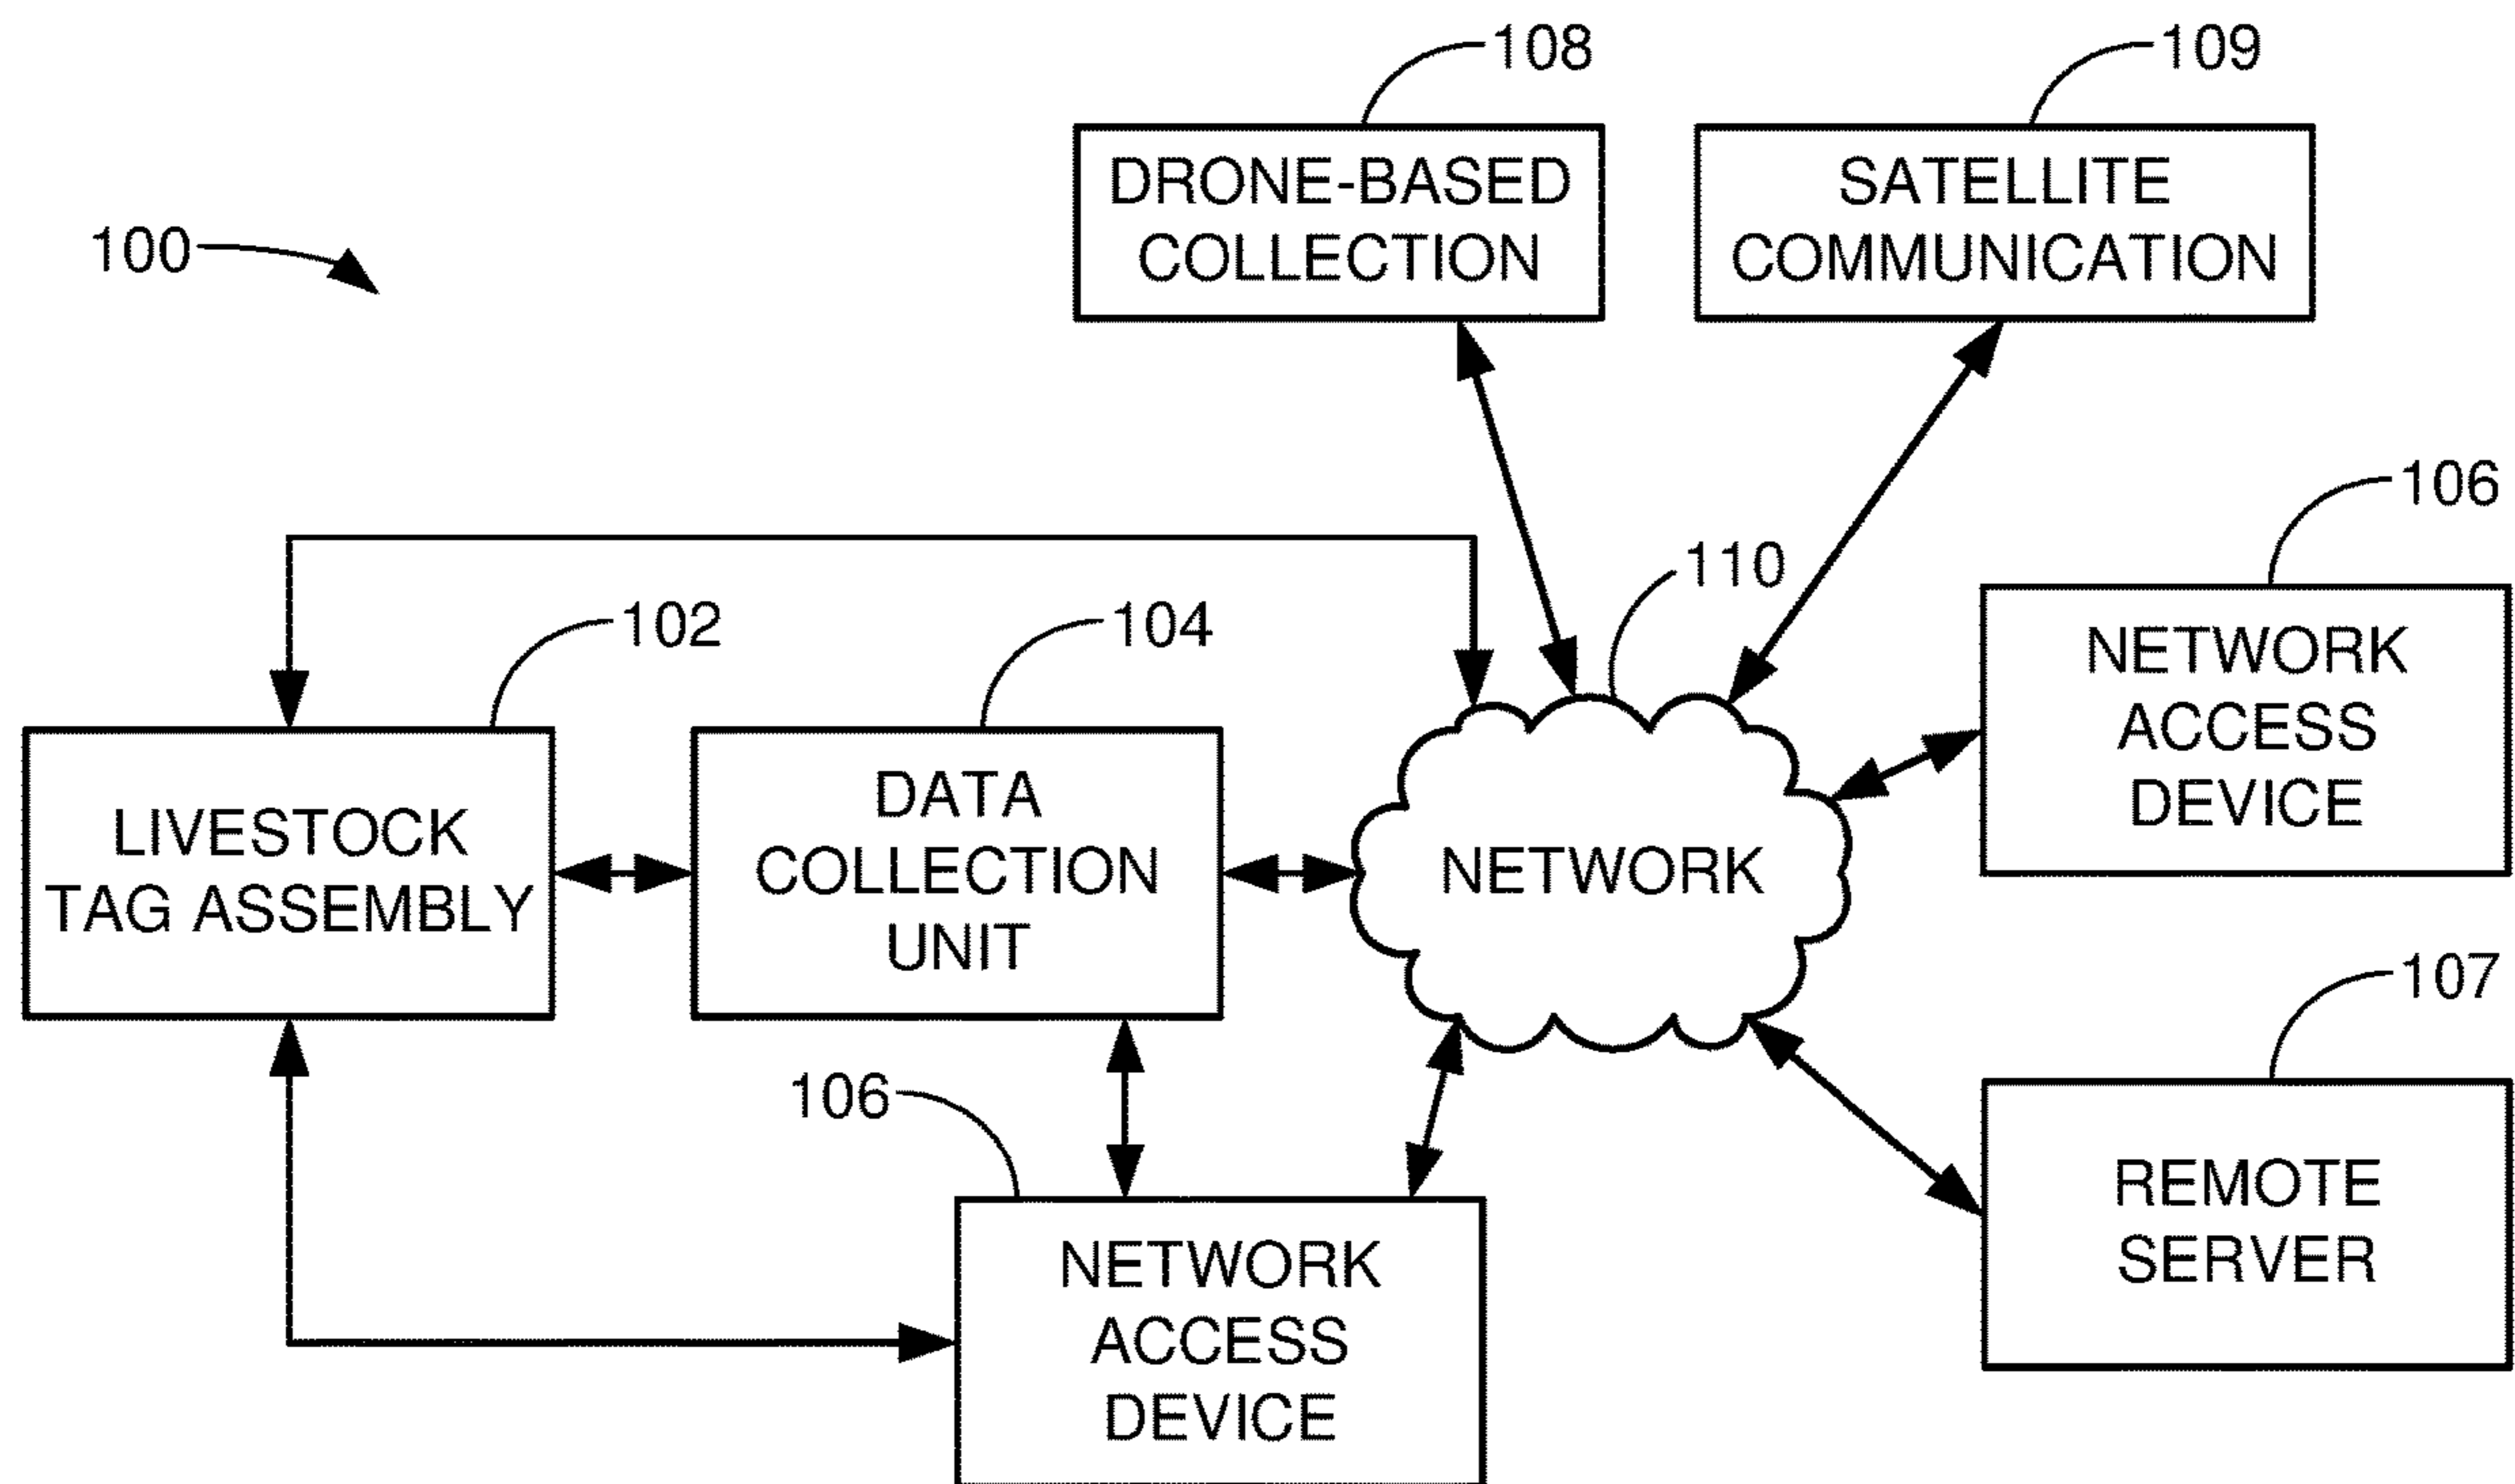 108
109
DRONE-BASED
COLLECTION
SATELLITE
COMMUNICATION
100
106
110
NETWORK
ACCESS
DEVICE
102
104
LIVESTOCK
TAG ASSEMBLY
DATA
COLLECTION
UNIT
NETWORK
107
106
REMOTE
SERVER
NETWORK
ACCESS
DEVICE